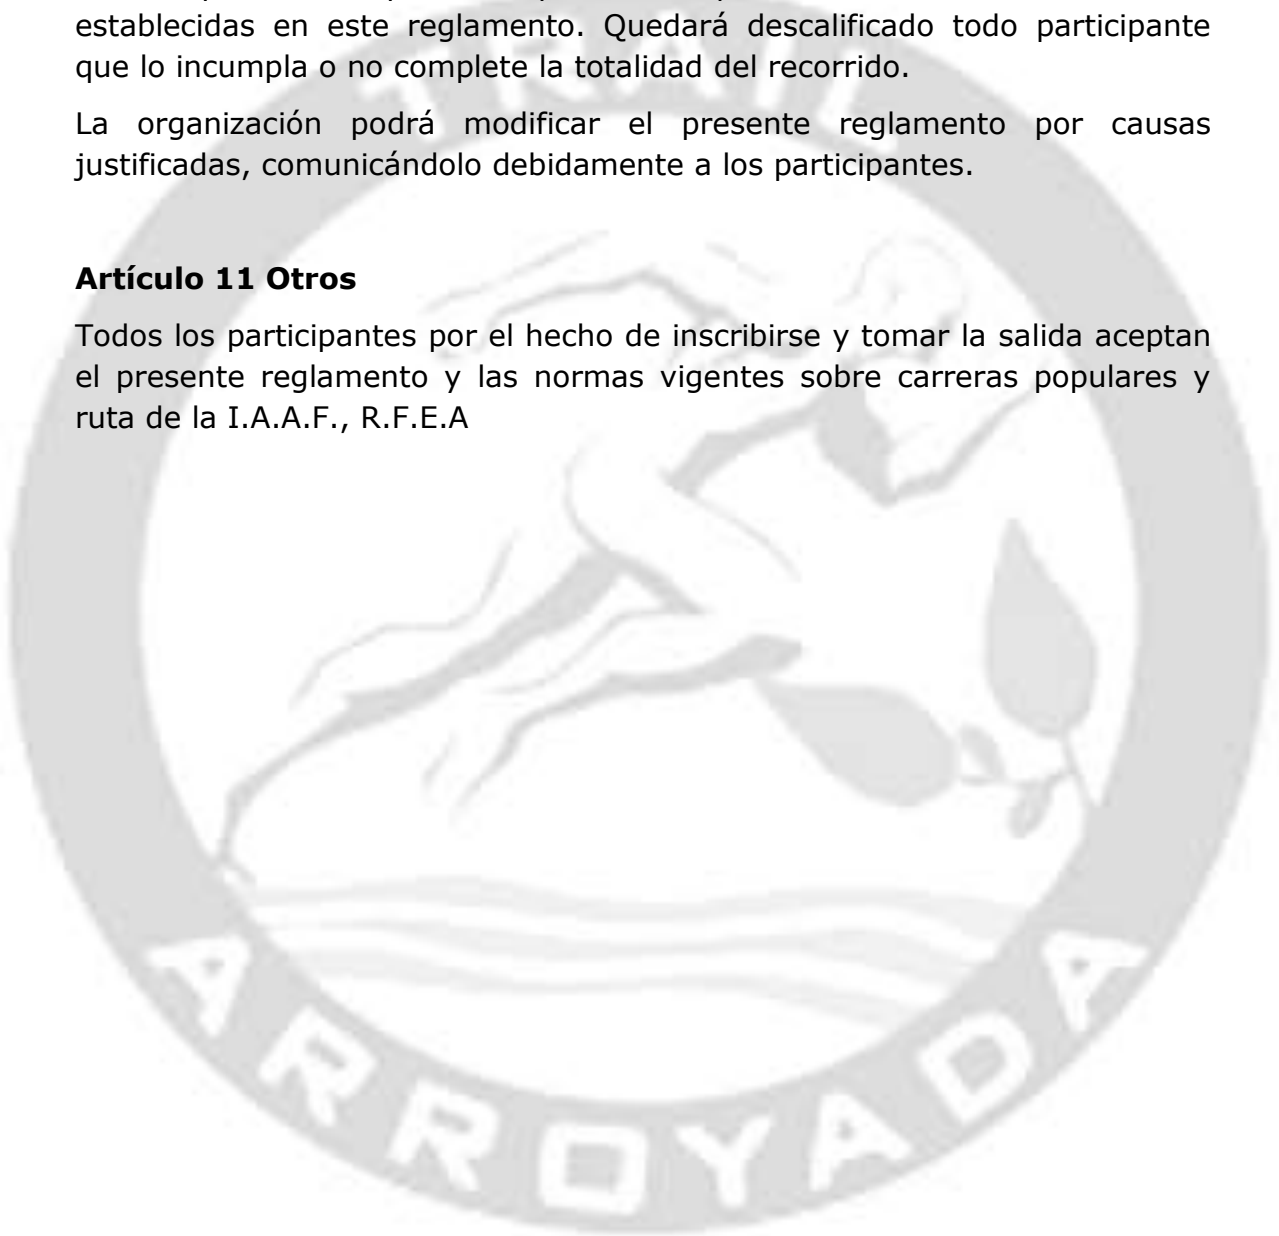 TRAIL
establecidas en este reglamento. Quedará descalificado todo participante
que lo incumpla o no complete la totalidad del recorrido.
La organización podrá modificar el presente reglamento por causas
justificadas, comunicándolo debidamente a los participantes.
Artículo 11 Otros
Todos los participantes por el hecho de inscribirse y tomar la salida aceptan
el presente reglamento y las normas vigentes sobre carreras populares y
ruta de la I.A.A.F., R.F.E.A
ARROYADA